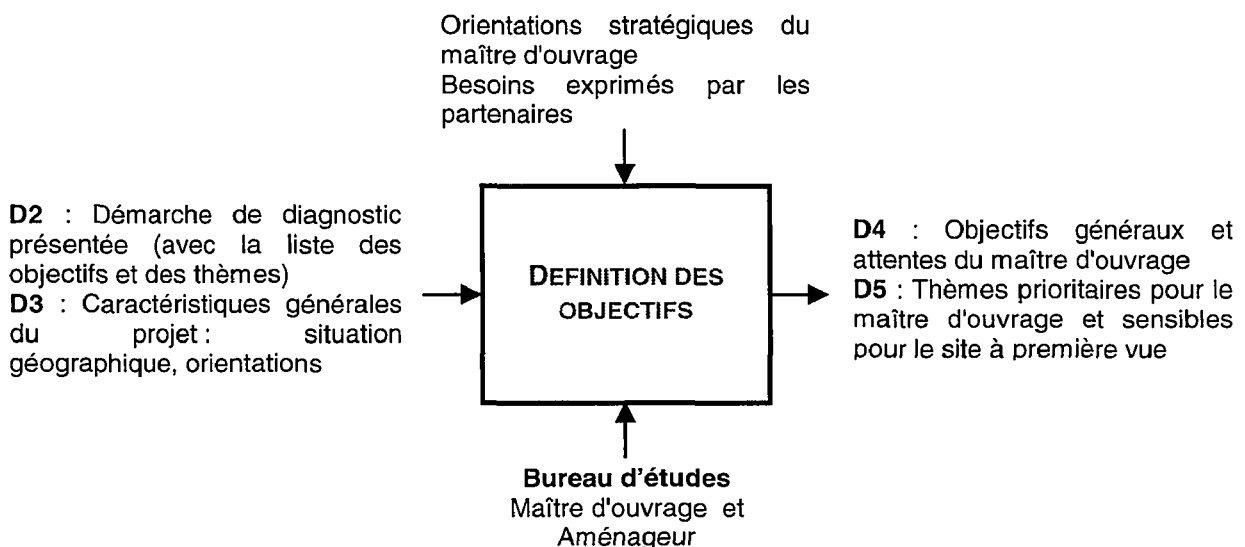 Orientations stratégiques du
maître d'ouvrage
Besoins exprimés par les
partenaires
D2 : Démarche de diagnostic
présentée (avec la liste des
objectifs et des thèmes)
D3 : Caractéristiques générales
du projet : situation
géographique, orientations
DEFINITION DES
OBJECTIFS
D4 : Objectifs généraux et
attentes du maître d'ouvrage
D5 : Thèmes prioritaires pour le
maître d'ouvrage et sensibles
pour le site à première vue
Bureau d'études
Maître d'ouvrage et
Aménageur